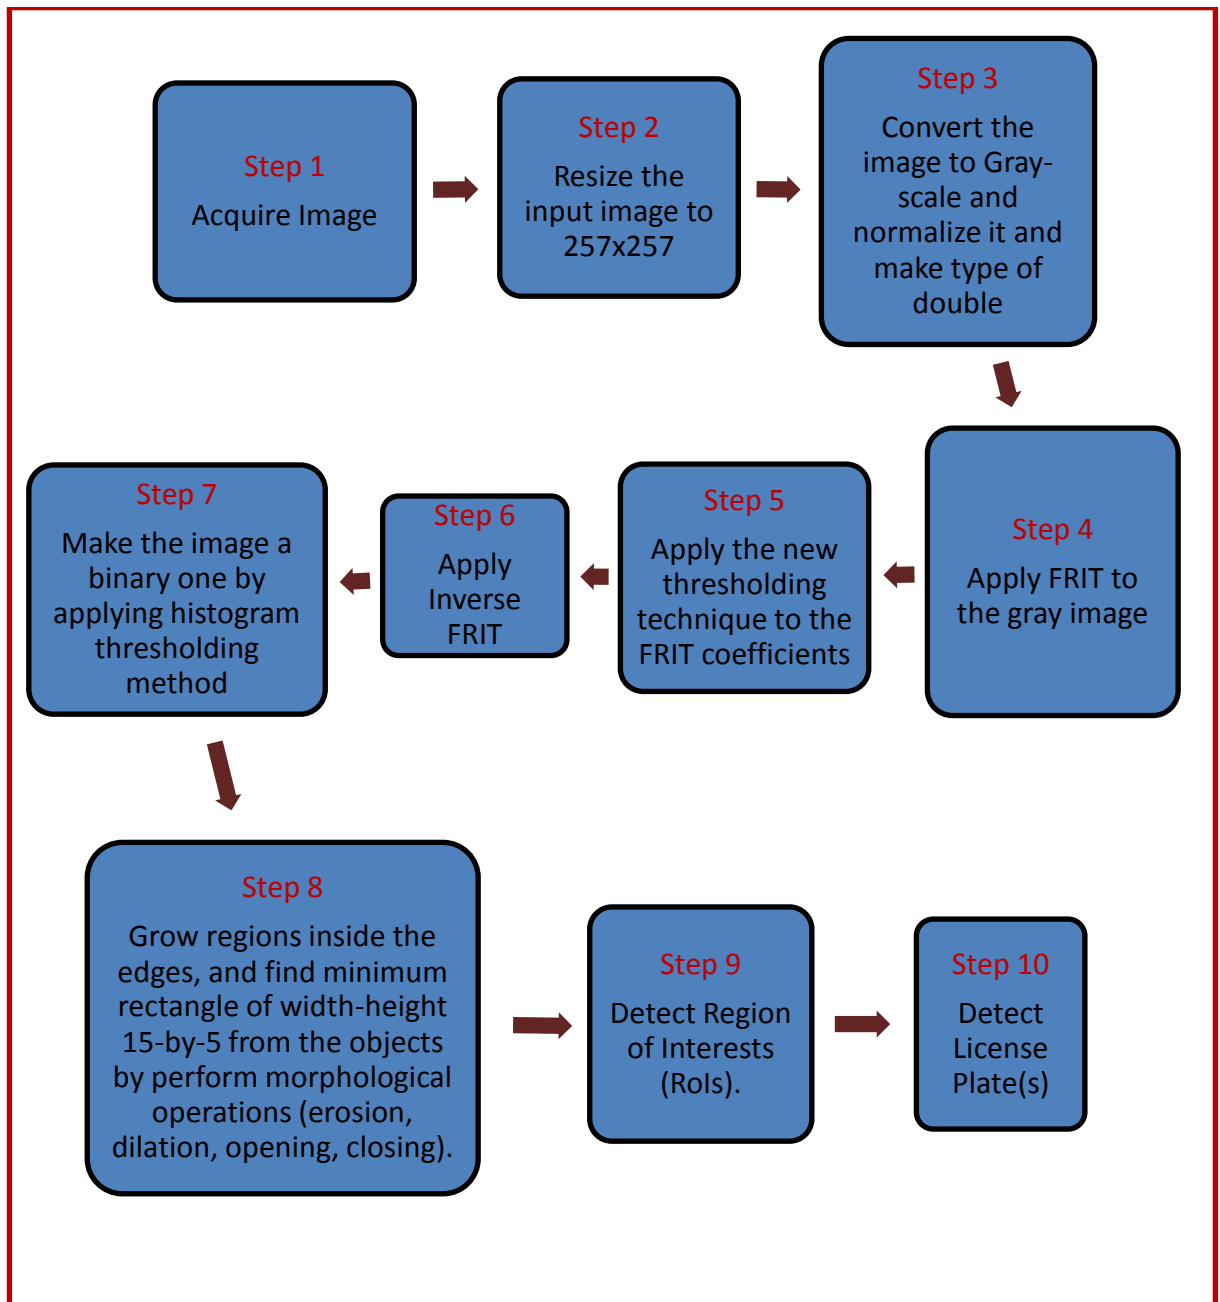 Step 1
Acquire Image
Step 2
Resize the
input image to
257x257
Step 3
Convert the
image to Gray-
scale and
normalize it and
make type of
double
Step 4
Apply FRIT to
the gray image
Step 5
Apply the new
thresholding
technique to the
FRIT coefficients
Step 6
Apply
Inverse
FRIT
Step 7
Make the image a
binary one by
applying histogram
thresholding
method
Step 8
Grow regions inside the
edges, and find minimum
rectangle of width-height
15-by-5 from the objects
by perform morphological
operations (erosion,
dilation, opening, closing).
Step 9
Detect Region
of Interests
(RoIs).
Step 10
Detect
License
Plate(s)